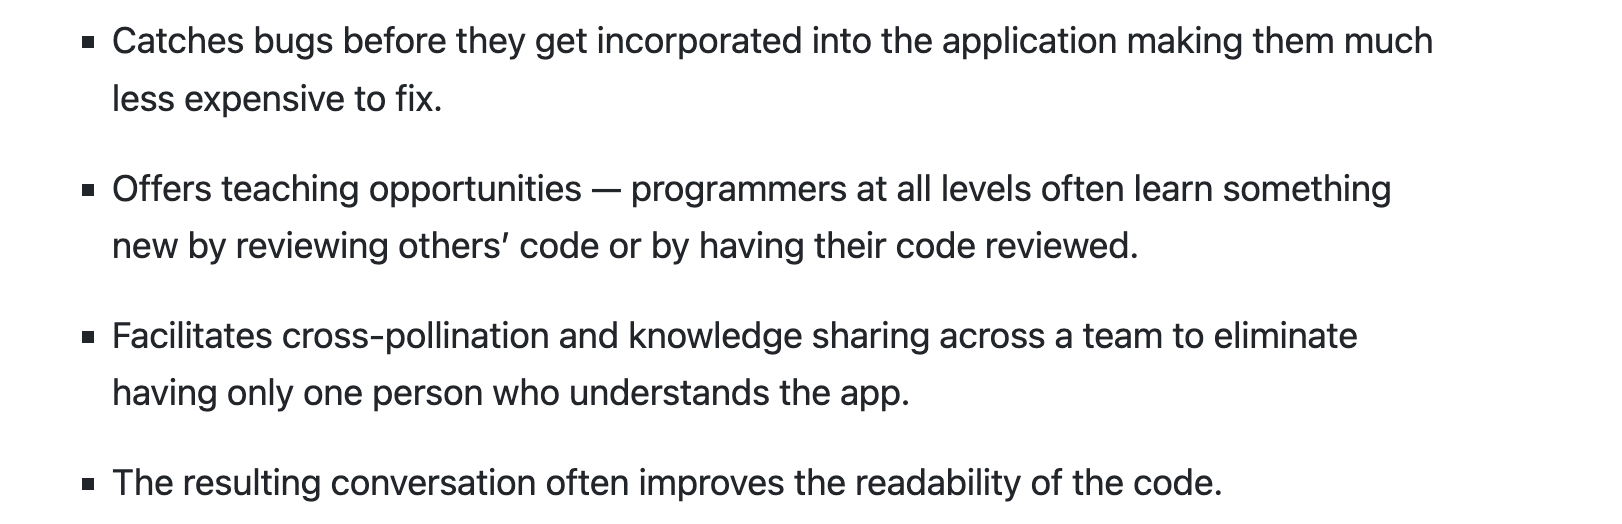 ▪ Catches bugs before they get incorporated into the application making them much
less expensive to fix.
▪ Offers teaching opportunities — programmers at all levels often learn something
new by reviewing others’ code or by having their code reviewed.
▪ Facilitates cross-pollination and knowledge sharing across a team to eliminate
having only one person who understands the app.
▪ The resulting conversation often improves the readability of the code.